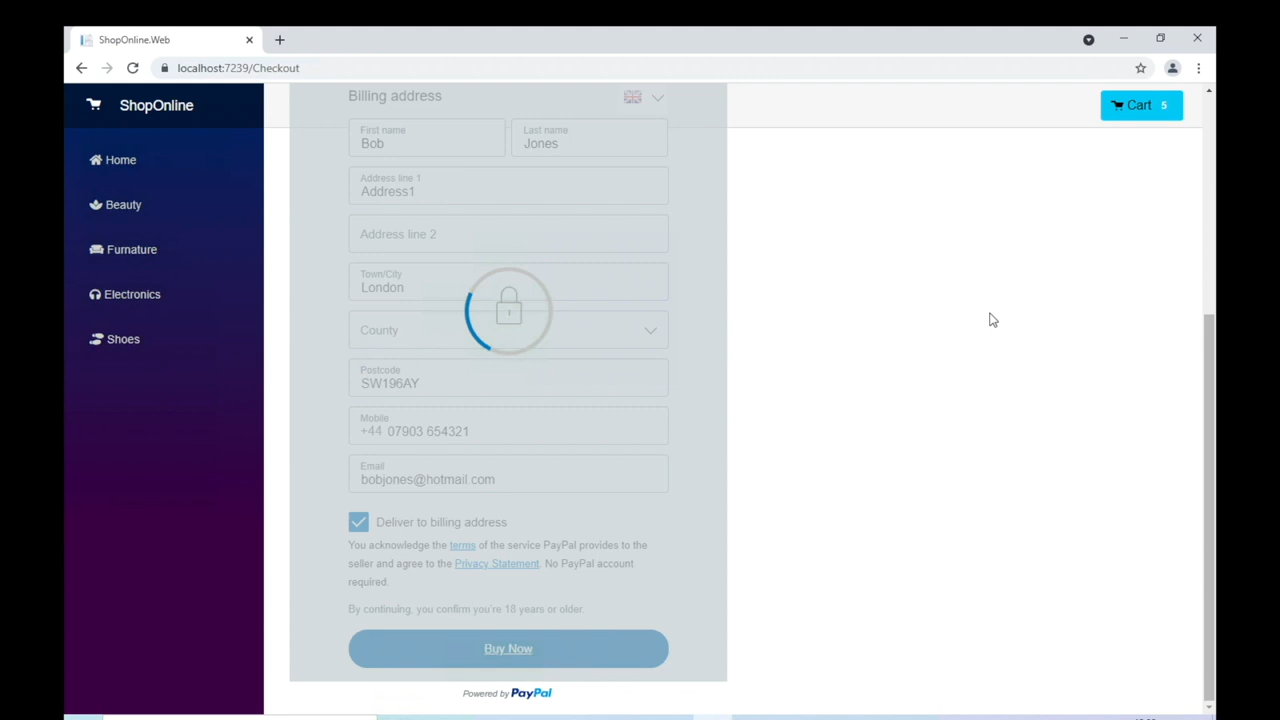 ShopOnline.Web
localhost:7239/Checkout
ShopOnline
Cart 5
Home
Beauty
Furnature
Electronics
Shoes
Billing address
First name
Bob
Last name
Jones
Address line 1
Address1
Address line 2
Town/City
London
County
Postcode
SW196AY
Mobile
+44 07903 654321
Email
bobjones@hotmail.com
Deliver to billing address
You acknowledge the terms of the service PayPal provides to the
seller and agree to the Privacy Statement. No PayPal account
required.
By continuing, you confirm you're 18 years or older.
Buy Now
Powered by PayPal